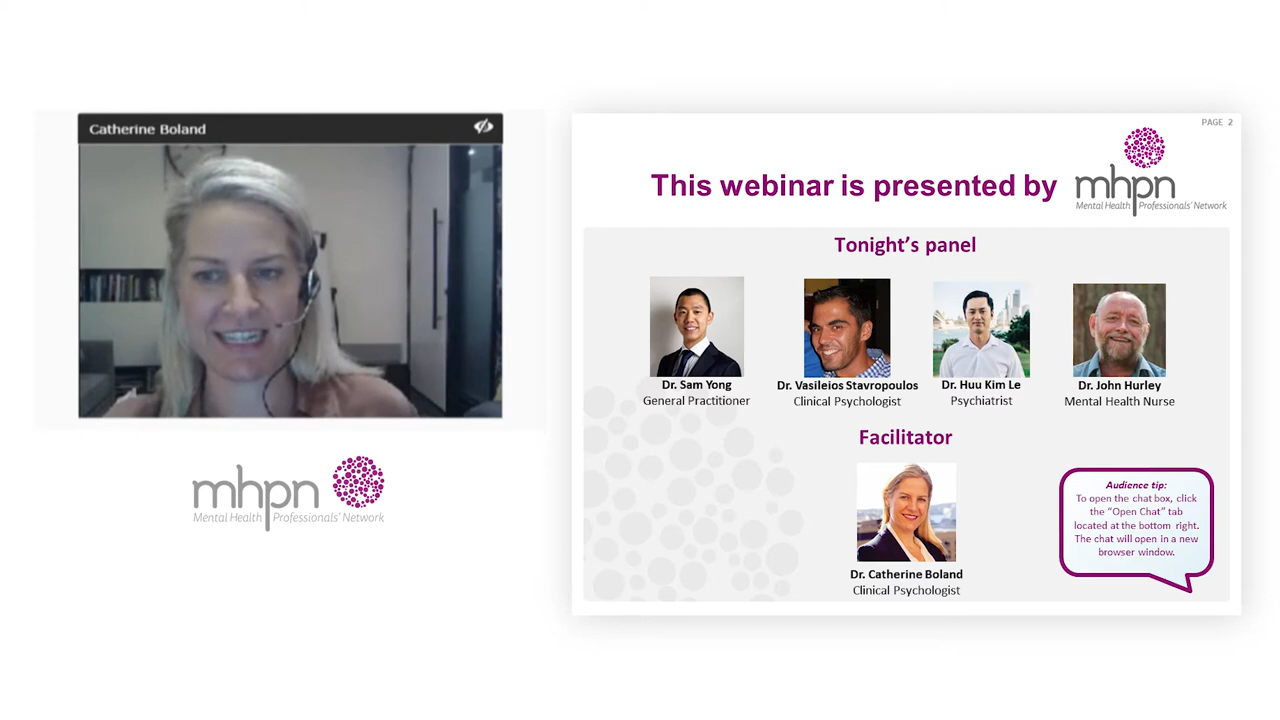 Catherine Boland
mhpn
Mental Health Professionals' Network
PAGE 2
This webinar is presented by
mhpn
Mental Health Professionals' Network
Tonight's panel
Dr. Sam Yong
General Practitioner
Dr. Vasileios Stavropoulos
Clinical Psychologist
Dr. Huu Kim Le
Psychiatrist
Dr. John Hurley
Mental Health Nurse
Facilitator
Dr. Catherine Boland
Clinical Psychologist
Audience tip:
To open the chat box, click
the “Open Chat” tab
located at the bottom right.
The chat will open in a new
browser window.